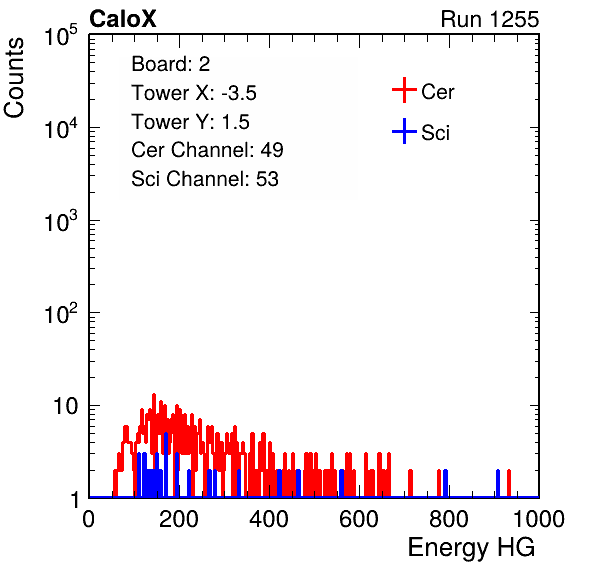 CaloX Run 1255
Counts
Board: 2
Tower X: -3.5
Tower Y: 1.5
Cer Channel: 49
Sci Channel: 53
Cer
Sci
10^5
10^4
10^3
10^2
10
1
0 200 400 600 800 1000
Energy HG